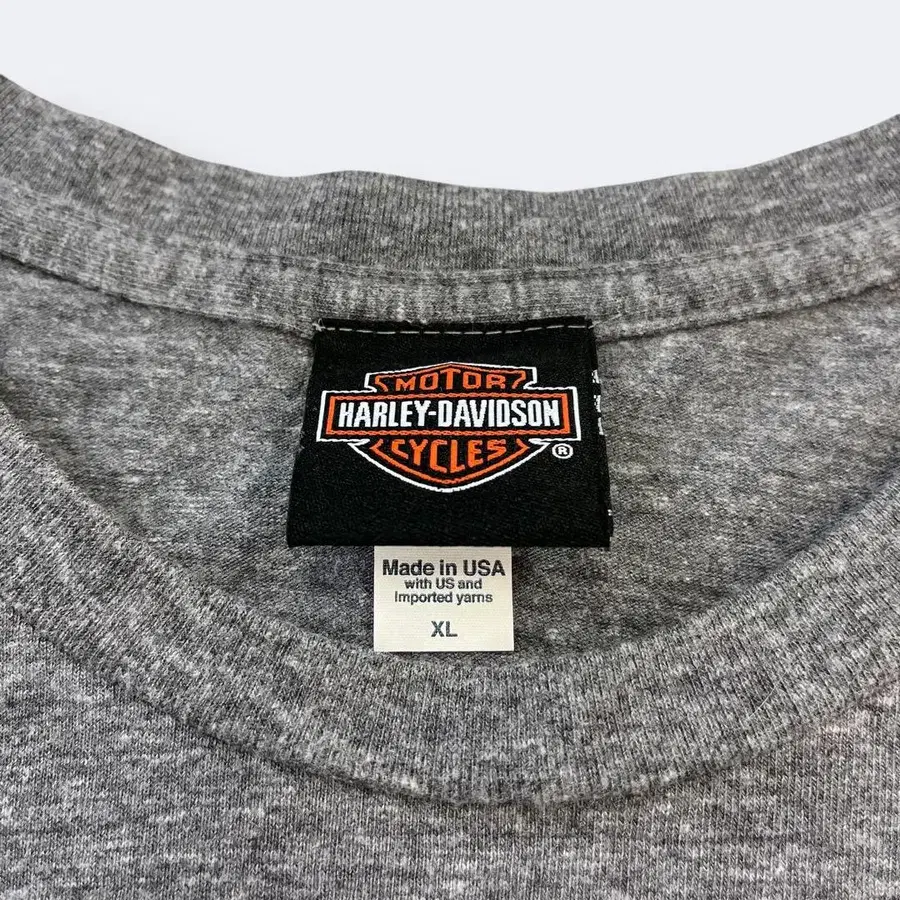 MOTOR
HARLEY-DAVIDSON
CYCLES
®
Made in USA
with US and
Imported yarns
XL